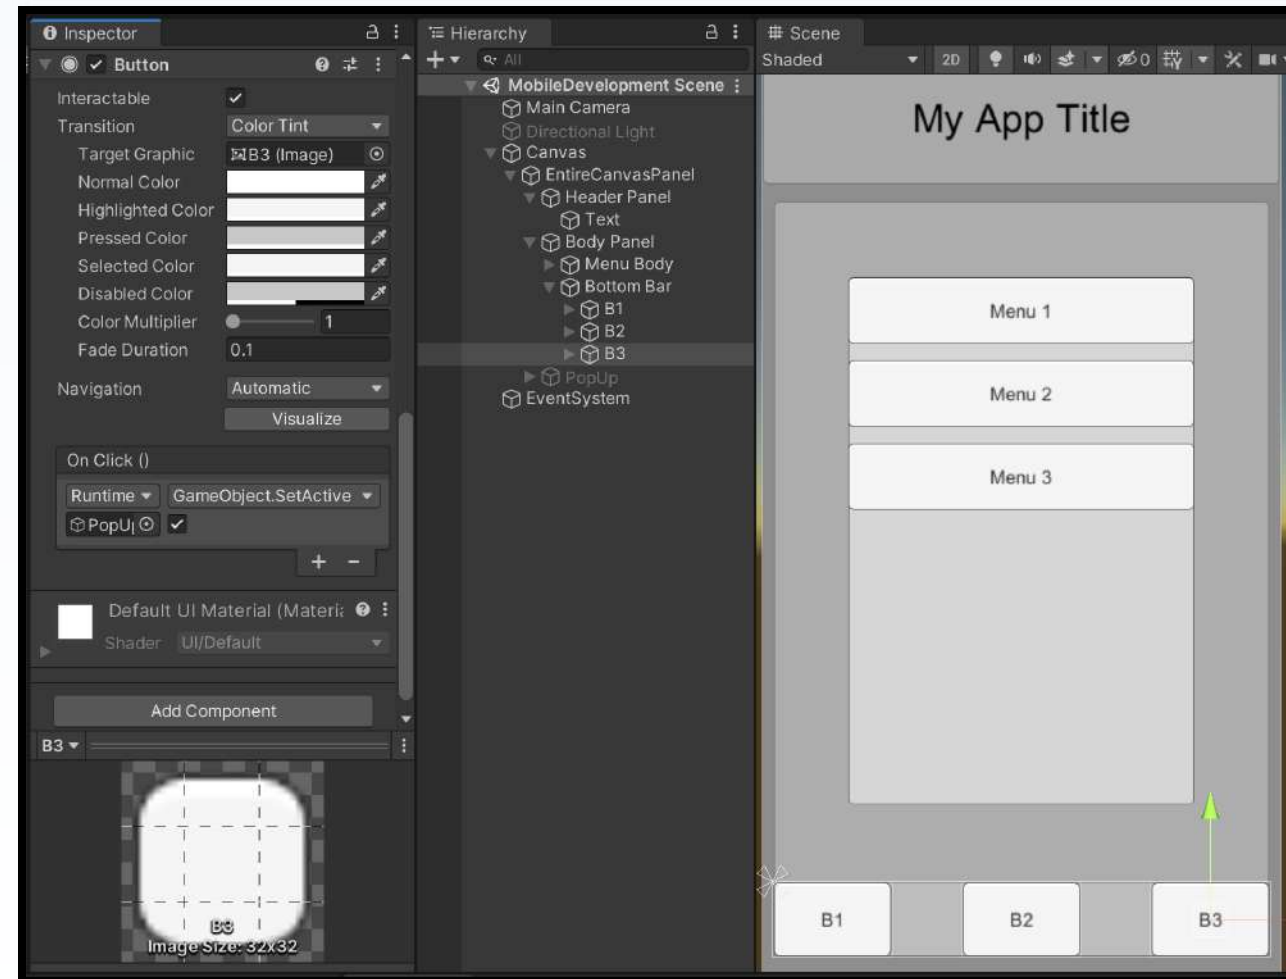 Inspector
Button
Interactable
Transition Color Tint
Target Graphic B3 (Image)
Normal Color
Highlighted Color
Pressed Color
Selected Color
Disabled Color
Color Multiplier 1
Fade Duration 0.1
Navigation Automatic
Visualize
On Click ()
Runtime GameObject.SetActive
PopU
+ -
Default UI Material (Materi
Shader UI/Default
Add Component
B3
B3
Image Size: 32x32
Hierarchy
All
MobileDevelopment Scene
Main Camera
Directional Light
Canvas
EntireCanvasPanel
Header Panel
Text
Body Panel
Menu Body
Bottom Bar
B1
B2
B3
PopUp
EventSystem
Scene
Shaded 2D 0
My App Title
Menu 1
Menu 2
Menu 3
B1 B2 B3